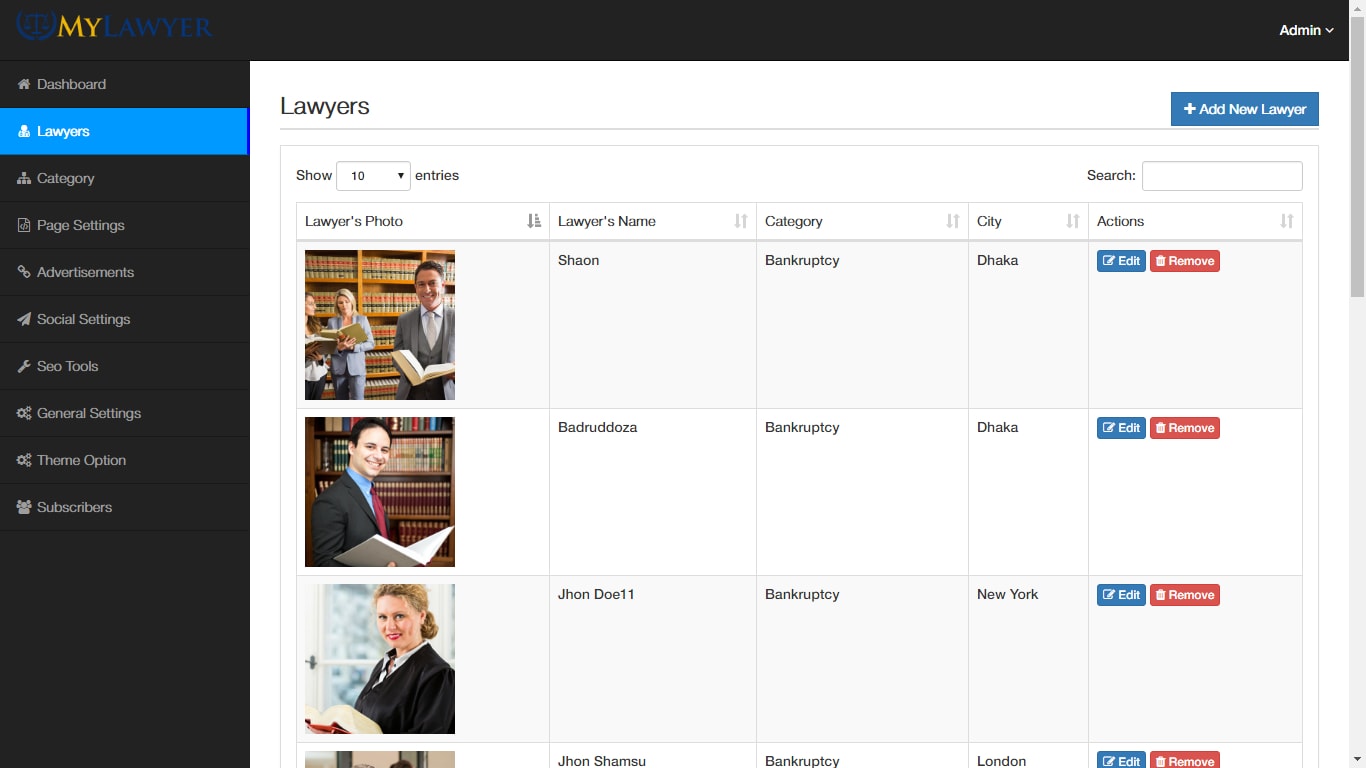 MYLAWYER
Admin
Dashboard
Lawyers
Category
Page Settings
Advertisements
Social Settings
Seo Tools
General Settings
Theme Option
Subscribers
Lawyers
Add New Lawyer
Show 10 entries
Search:
Lawyer's Photo Lawyer's Name Category City Actions
Shaon Bankruptcy Dhaka Edit Remove
Badruddoza Bankruptcy Dhaka Edit Remove
Jhon Doe11 Bankruptcy New York Edit Remove
Jhon Shamsu Bankruptcy London Edit Remove